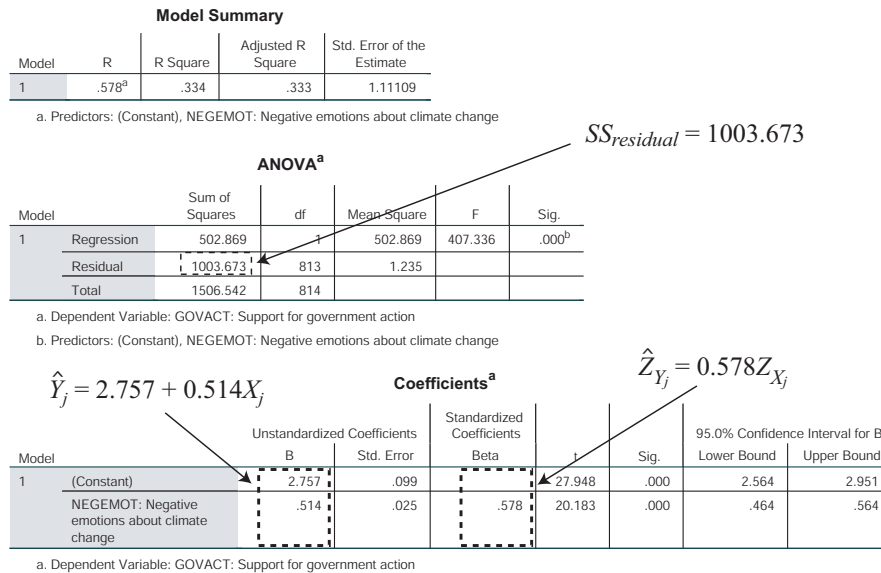 Model Summary
Model R R Square Adjusted R Square Std. Error of the Estimate
1 .578a .334 .333 1.11109
a. Predictors: (Constant), NEGEMOT: Negative emotions about climate change
SSresidual = 1003.673
ANOVAa
Model Sum of Squares df Mean Square F Sig.
1 Regression 502.869 1 502.869 407.336 .000b
Residual 1003.673 813 1.235
Total 1506.542 814
a. Dependent Variable: GOVACT: Support for government action
b. Predictors: (Constant), NEGEMOT: Negative emotions about climate change
Ŷj = 2.757 + 0.514Xj
ẐYj = 0.578ZXj
Coefficientsa
Unstandardized Coefficients Standardized Coefficients 95.0% Confidence Interval for B
Model B Std. Error Beta t Sig. Lower Bound Upper Bound
1 (Constant) 2.757 .099 27.948 .000 2.564 2.951
NEGEMOT: Negative emotions about climate change .514 .025 .578 20.183 .000 .464 .564
a. Dependent Variable: GOVACT: Support for government action